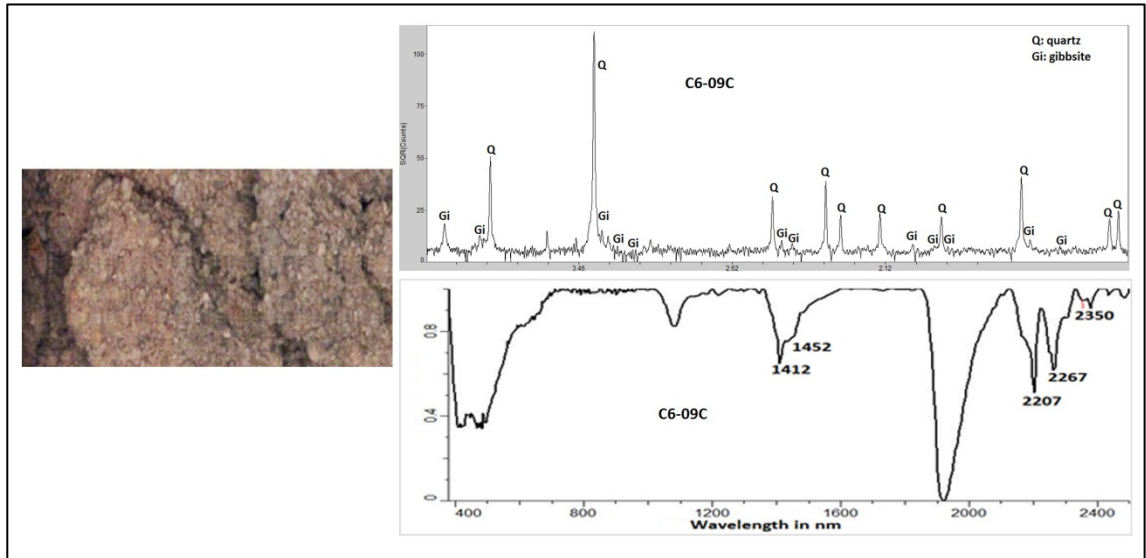 Q: quartz
Gi: gibbsite
C6-09C
SQR(Counts)
100
75
50
25
0
Gi
Gi
Q
Q
Gi
Gi
Gi
Q
Gi
Gi
Q
Q
Q
Gi
Gi
Q
Gi
Q
Gi
Gi
Q
Q
3.46
2.62
2.12
0.8
0.4
0
1412
1452
2207
2267
2350
C6-09C
400
800
1200
1600
2000
2400
Wavelength in nm